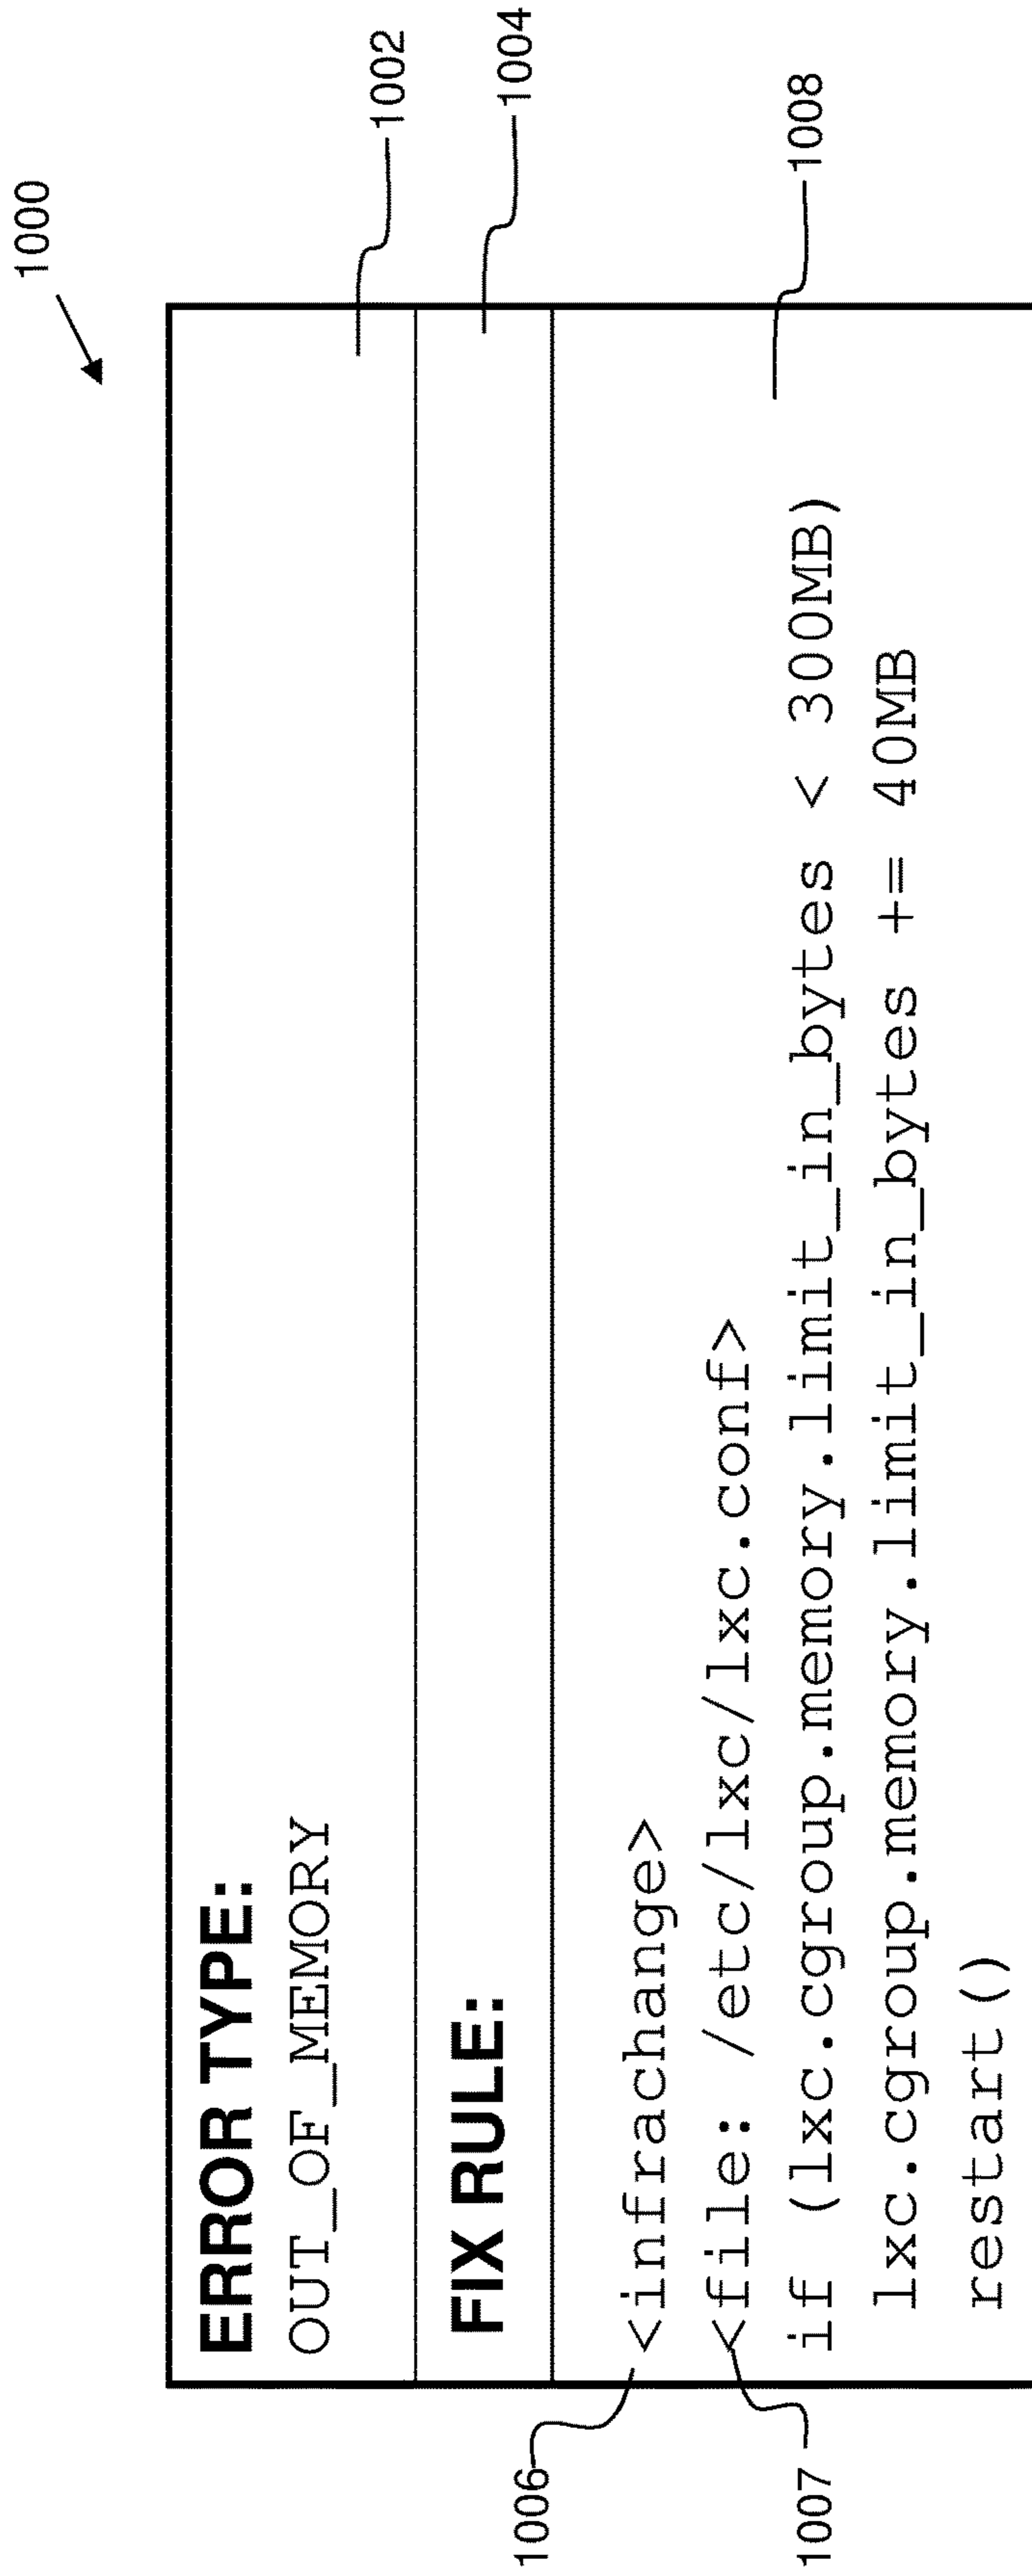 1000
ERROR TYPE:
OUT_OF_MEMORY
1002
FIX RULE:
1004
1006
<infrachange>
1007
<file: /etc/lxc/lxc.conf>
if (lxc.cgroup.memory.limit_in_bytes < 300MB)
1008
lxc.cgroup.memory.limit_in_bytes += 40MB
restart()